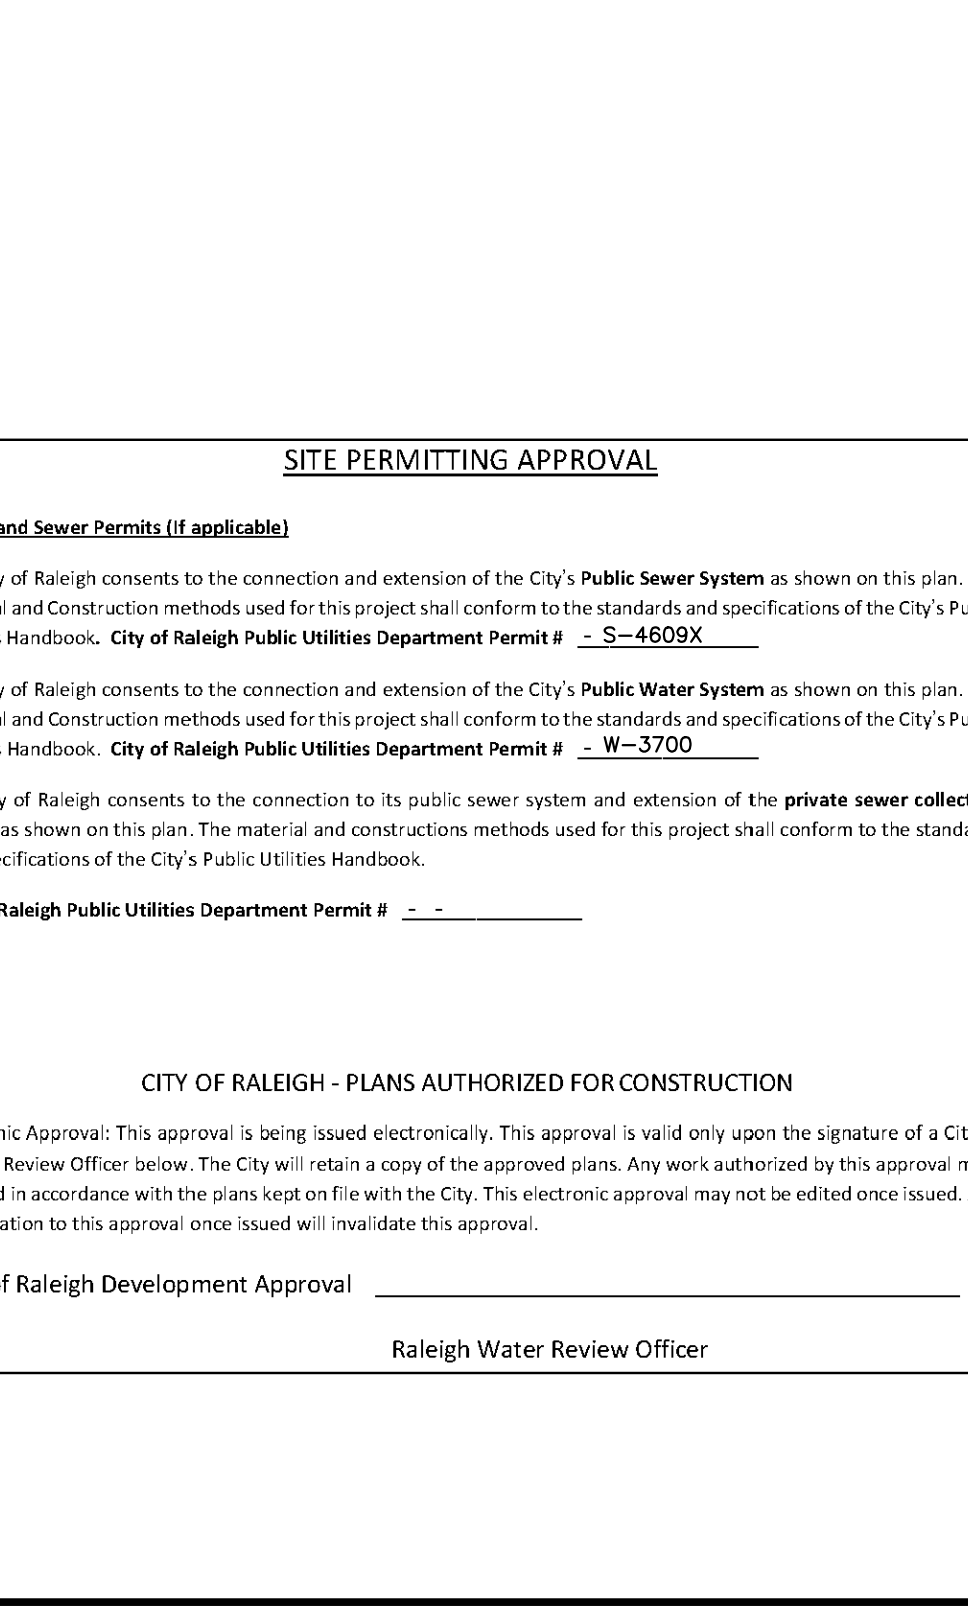 SITE PERMITTING APPROVAL
and Sewer Permits (If applicable)
y of Raleigh consents to the connection and extension of the City's Public Sewer System as shown on this plan.
l and Construction methods used for this project shall conform to the standards and specifications of the City's Pu
s Handbook. City of Raleigh Public Utilities Department Permit # - S-4609X
y of Raleigh consents to the connection and extension of the City's Public Water System as shown on this plan.
l and Construction methods used for this project shall conform to the standards and specifications of the City's Pu
s Handbook. City of Raleigh Public Utilities Department Permit # - W-3700
y of Raleigh consents to the connection to its public sewer system and extension of the private sewer collect
as shown on this plan. The material and constructions methods used for this project shall conform to the standa
cifications of the City's Public Utilities Handbook.
Raleigh Public Utilities Department Permit # - -
CITY OF RALEIGH - PLANS AUTHORIZED FOR CONSTRUCTION
nic Approval: This approval is being issued electronically. This approval is valid only upon the signature of a Cit
Review Officer below. The City will retain a copy of the approved plans. Any work authorized by this approval m
d in accordance with the plans kept on file with the City. This electronic approval may not be edited once issued.
ation to this approval once issued will invalidate this approval.
f Raleigh Development Approval
Raleigh Water Review Officer